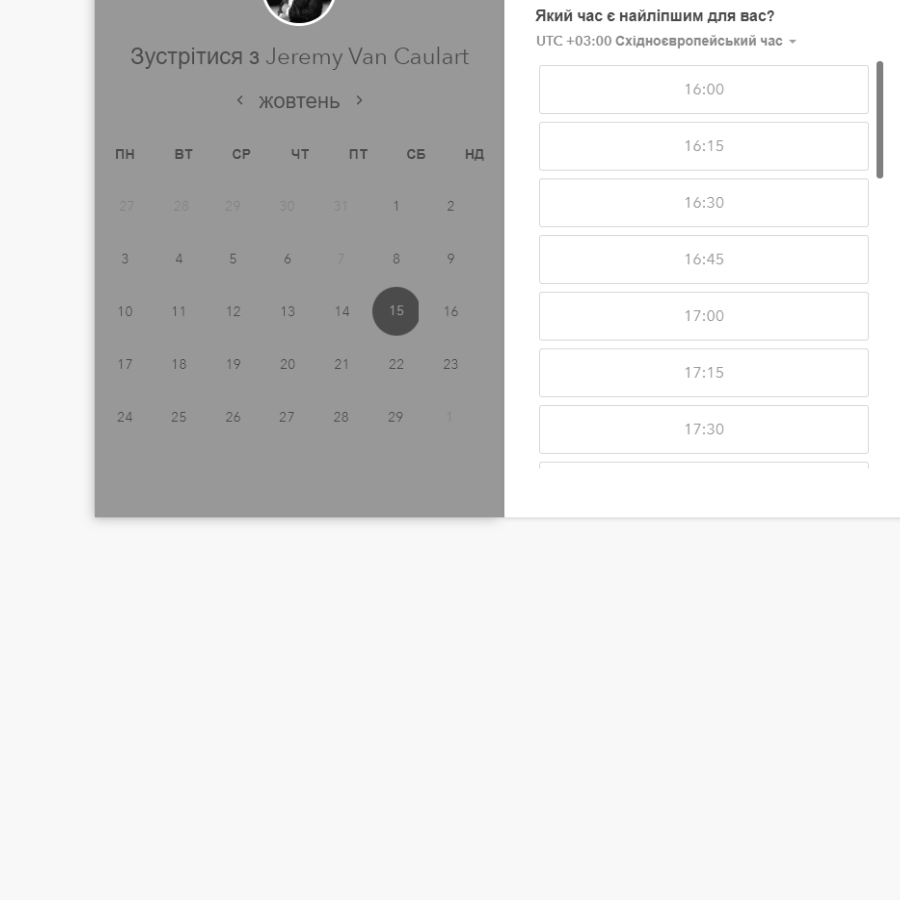 Зустрітися з Jeremy Van Caulart
жовтень
ПН ВТ СР ЧТ ПТ СБ НД
27 28 29 30 31 1 2
3 4 5 6 7 8 9
10 11 12 13 14 15 16
17 18 19 20 21 22 23
24 25 26 27 28 29 1
Який час є найліпшим для вас?
UTC +03:00 Східноєвропейський час
16:00
16:15
16:30
16:45
17:00
17:15
17:30